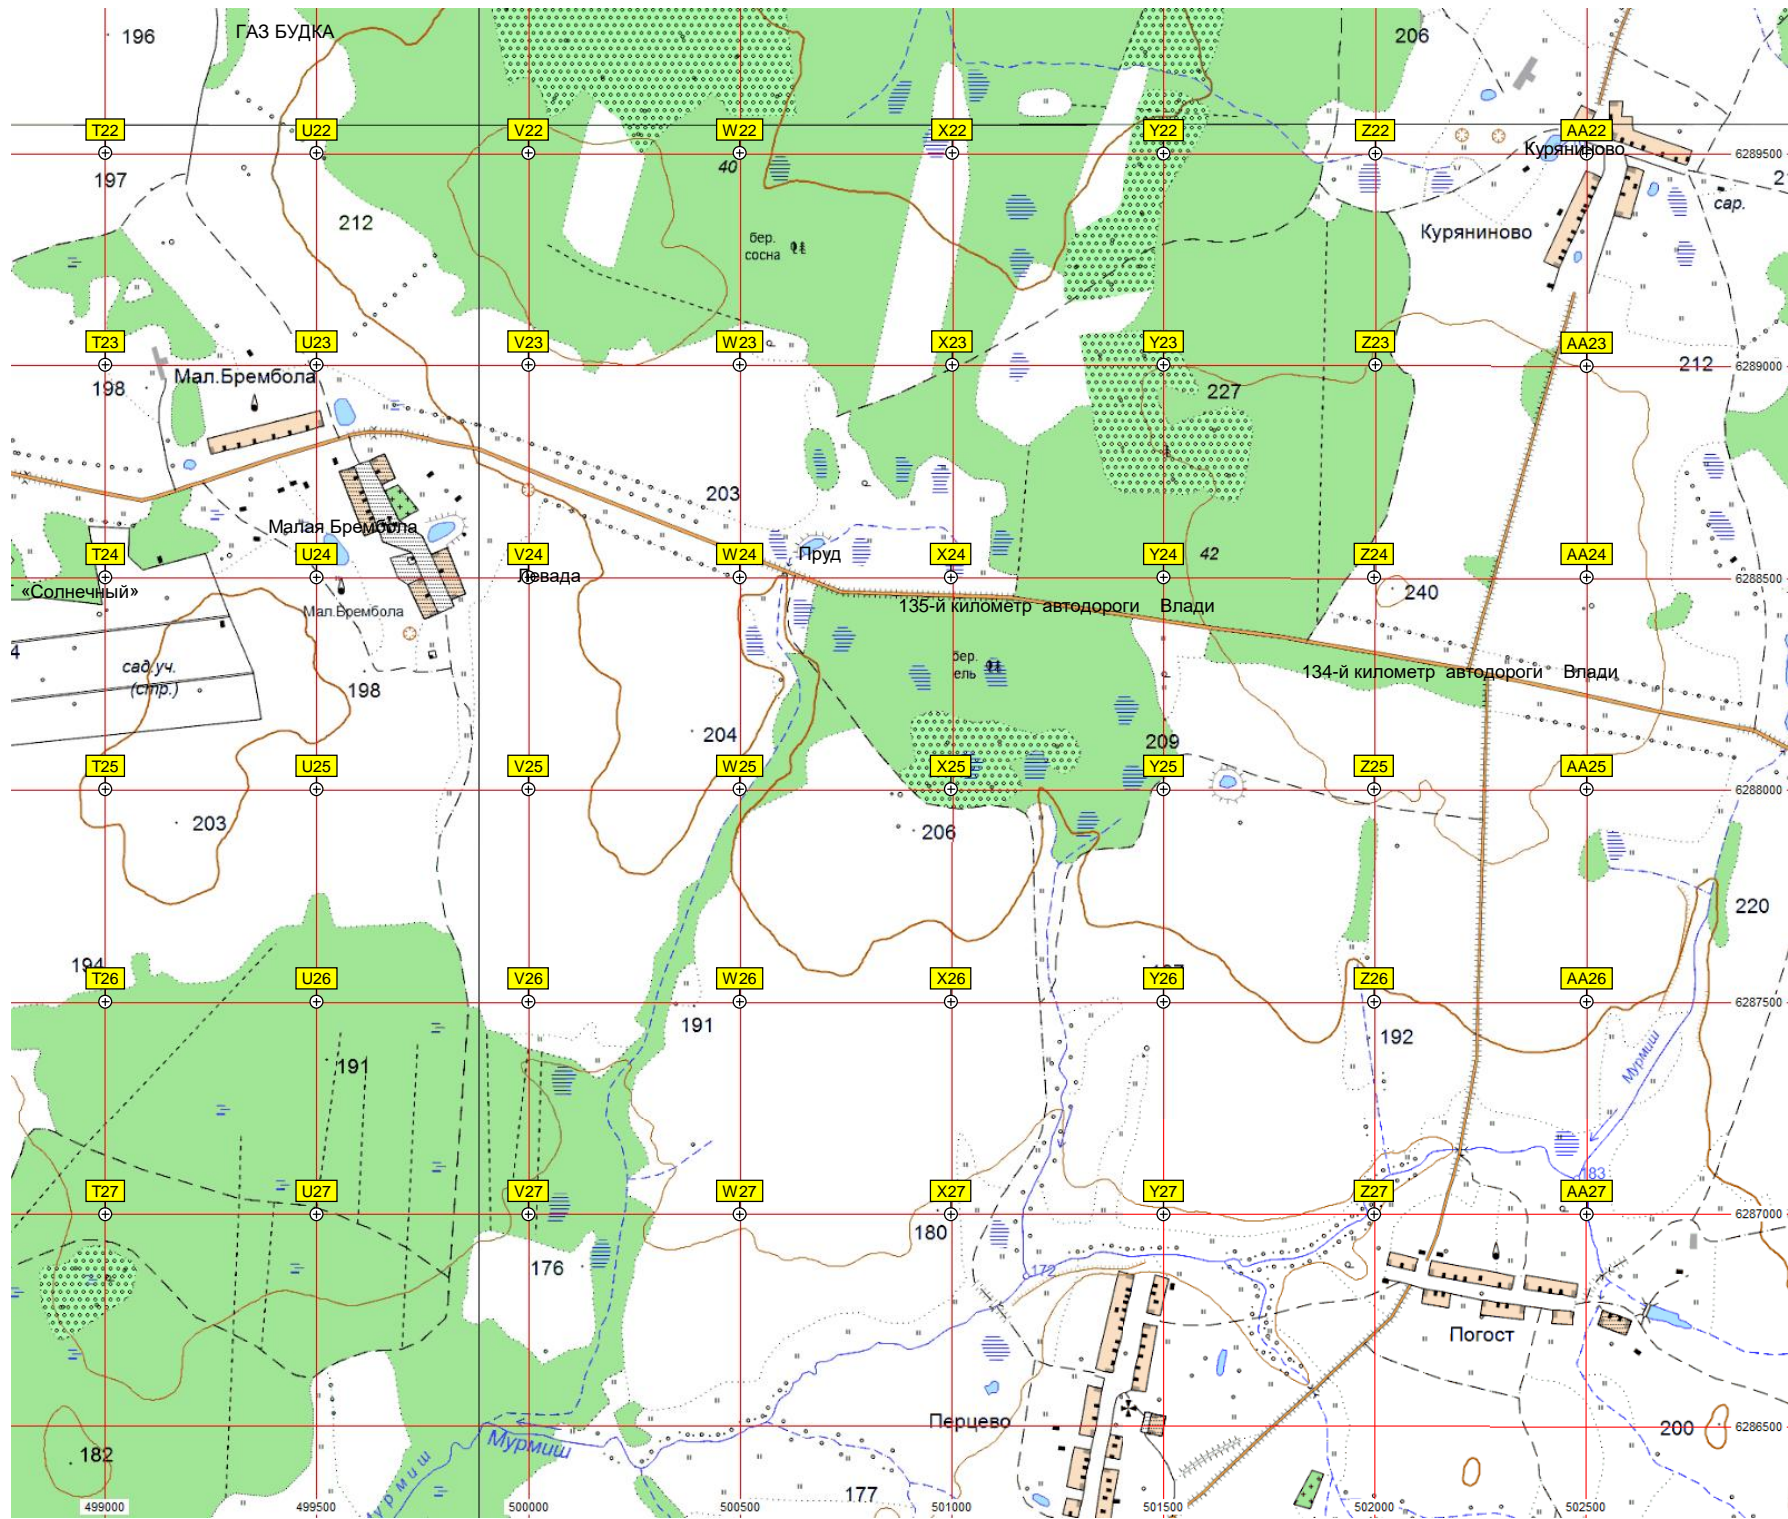 196
ГАЗ БУДКА
206
T22 U22 V22 W22 X22 Y22 Z22 AA22
Куряниново
6289500
40
197
сар.
212
Куряниново
бер.
сосна
T23 U23 V23 W23 X23 Y23 Z23 AA23
6289000
212
Мал.Брембола
198
227
203
Малая Брембола
T24 U24 V24 W24 X24 Y24 Z24 AA24
Пруд
42
Левада
6288500
«Солнечный»
240
Мал.Брембола
135-й километр автодороги Влади
4
бер.
ель
сад.уч.
(стр.)
134-й километр автодороги Влади
198
204
209
T25 U25 V25 W25 X25 Y25 Z25 AA25
6288000
203
206
220
194
T26 U26 V26 W26 X26 Y26 Z26 AA26
6287500
191
192
Мурмиш
191
183
T27 U27 V27 W27 X27 Y27 Z27 AA27
6287000
180
176
172
Погост
Перцево
200
6286500
Мурмиш
182
177
499000 499500 500000 500500 501000 501500 502000 502500